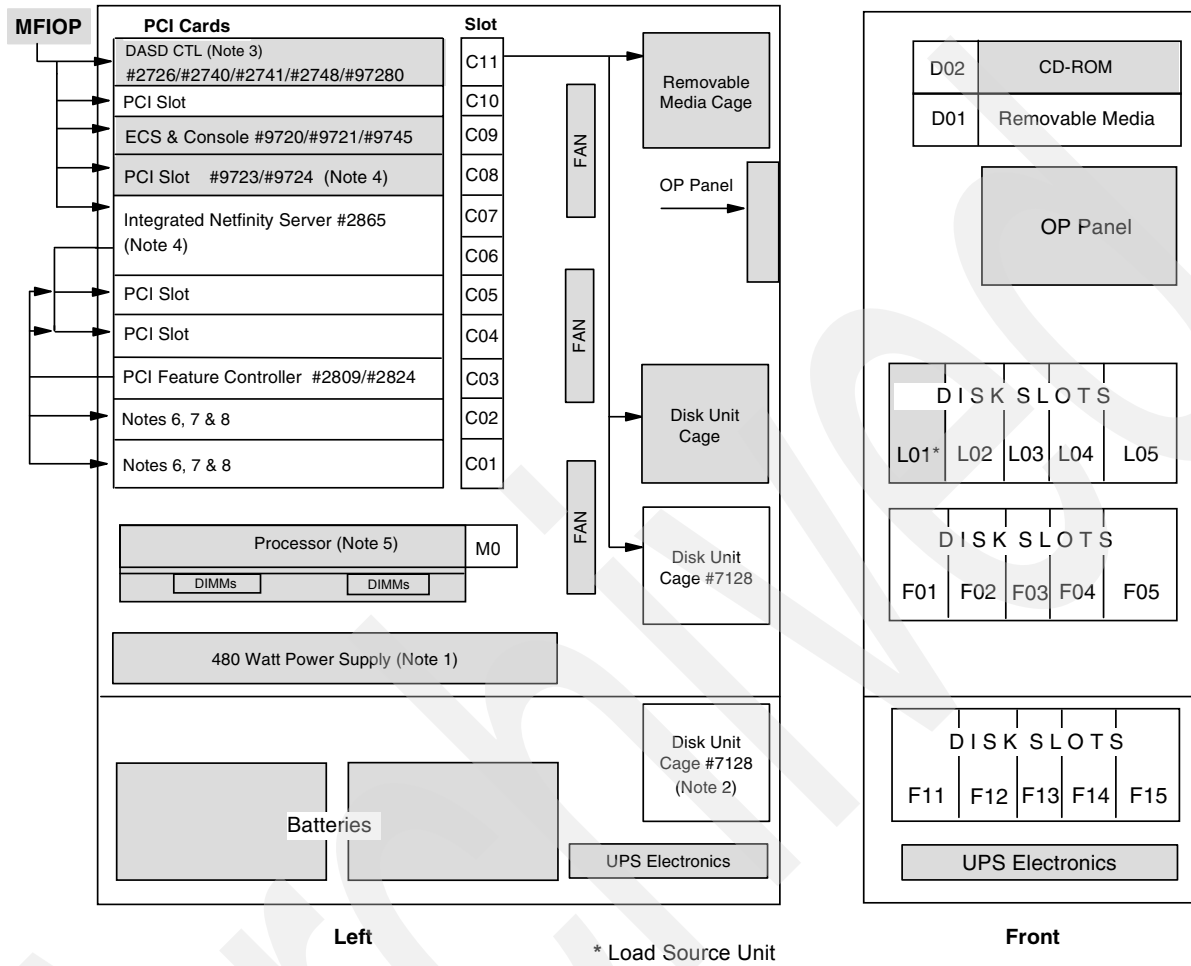 MFIOP
PCI Cards
Slot
DASD CTL (Note 3)
#2726/#2740/#2741/#2748/#97280
C11
PCI Slot
C10
ECS & Console #9720/#9721/#9745
C09
PCI Slot #9723/#9724 (Note 4)
C08
Integrated Netfinity Server #2865
(Note 4)
C07
C06
PCI Slot
C05
PCI Slot
C04
PCI Feature Controller #2809/#2824
C03
Notes 6, 7 & 8
C02
Notes 6, 7 & 8
C01
Processor (Note 5)
M0
DIMMs
DIMMs
480 Watt Power Supply (Note 1)
Batteries
FAN
FAN
FAN
Removable
Media Cage
OP Panel
Disk Unit
Cage
Disk Unit
Cage #7128
Disk Unit
Cage #7128
(Note 2)
UPS Electronics
Left
* Load Source Unit
D02
CD-ROM
D01
Removable Media
OP Panel
DISK SLOTS
L01* L02 L03 L04 L05
DISK SLOTS
F01 F02 F03 F04 F05
DISK SLOTS
F11 F12 F13 F14 F15
UPS Electronics
Front